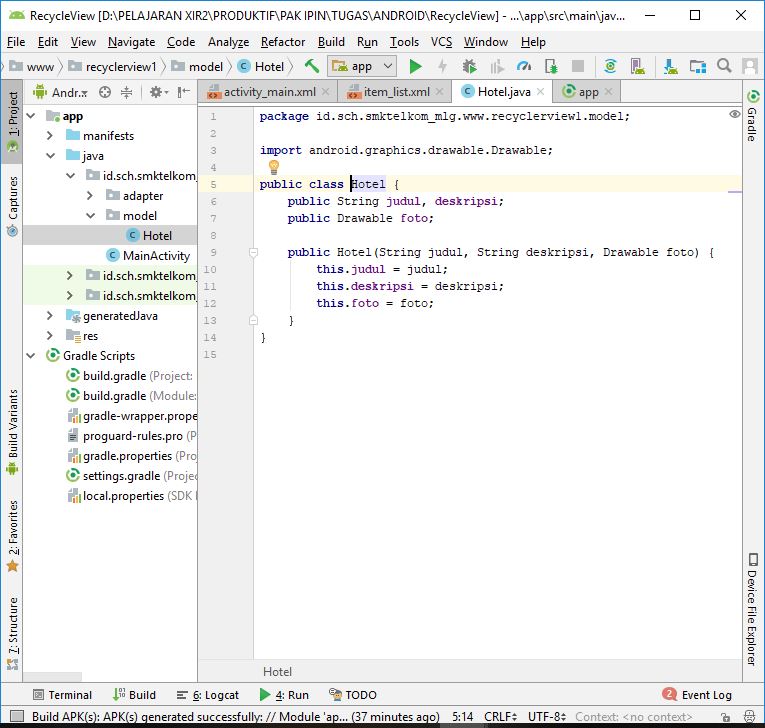 RecycleView [D:\PELAJARAN XIR2\PRODUKTIF\PAK IPIN\TUGAS\ANDROID\RecycleView] - ...\app\src\main\jav...
File Edit View Navigate Code Analyze Refactor Build Run Tools VCS Window Help
www recyclerview1 model Hotel app
1: Project
Captures
Build Variants
2: Favorites
7: Structure
Andr..
app
manifests
java
id.sch.smktelkom
adapter
model
Hotel
MainActivity
id.sch.smktelkom
id.sch.smktelkom
generatedJava
res
Gradle Scripts
build.gradle (Project:
build.gradle (Module:
gradle-wrapper.prope
proguard-rules.pro (P
gradle.properties (Pro
settings.gradle (Projec
local.properties (SDK
activity_main.xml item_list.xml Hotel.java app
1 package id.sch.smktelkom_mlg.www.recyclerview1.model;
2
3 import android.graphics.drawable.Drawable;
4
5 public class Hotel {
6 public String judul, deskripsi;
7 public Drawable foto;
8
9 public Hotel(String judul, String deskripsi, Drawable foto) {
10 this.judul = judul;
11 this.deskripsi = deskripsi;
12 this.foto = foto;
13 }
14 }
15
Hotel
Gradle
Device File Explorer
Terminal Build 6: Logcat 4: Run TODO 2 Event Log
Build APK(s): APK(s) generated successfully: // Module 'ap... (37 minutes ago) 5:14 CRLF UTF-8 Context: <no context>